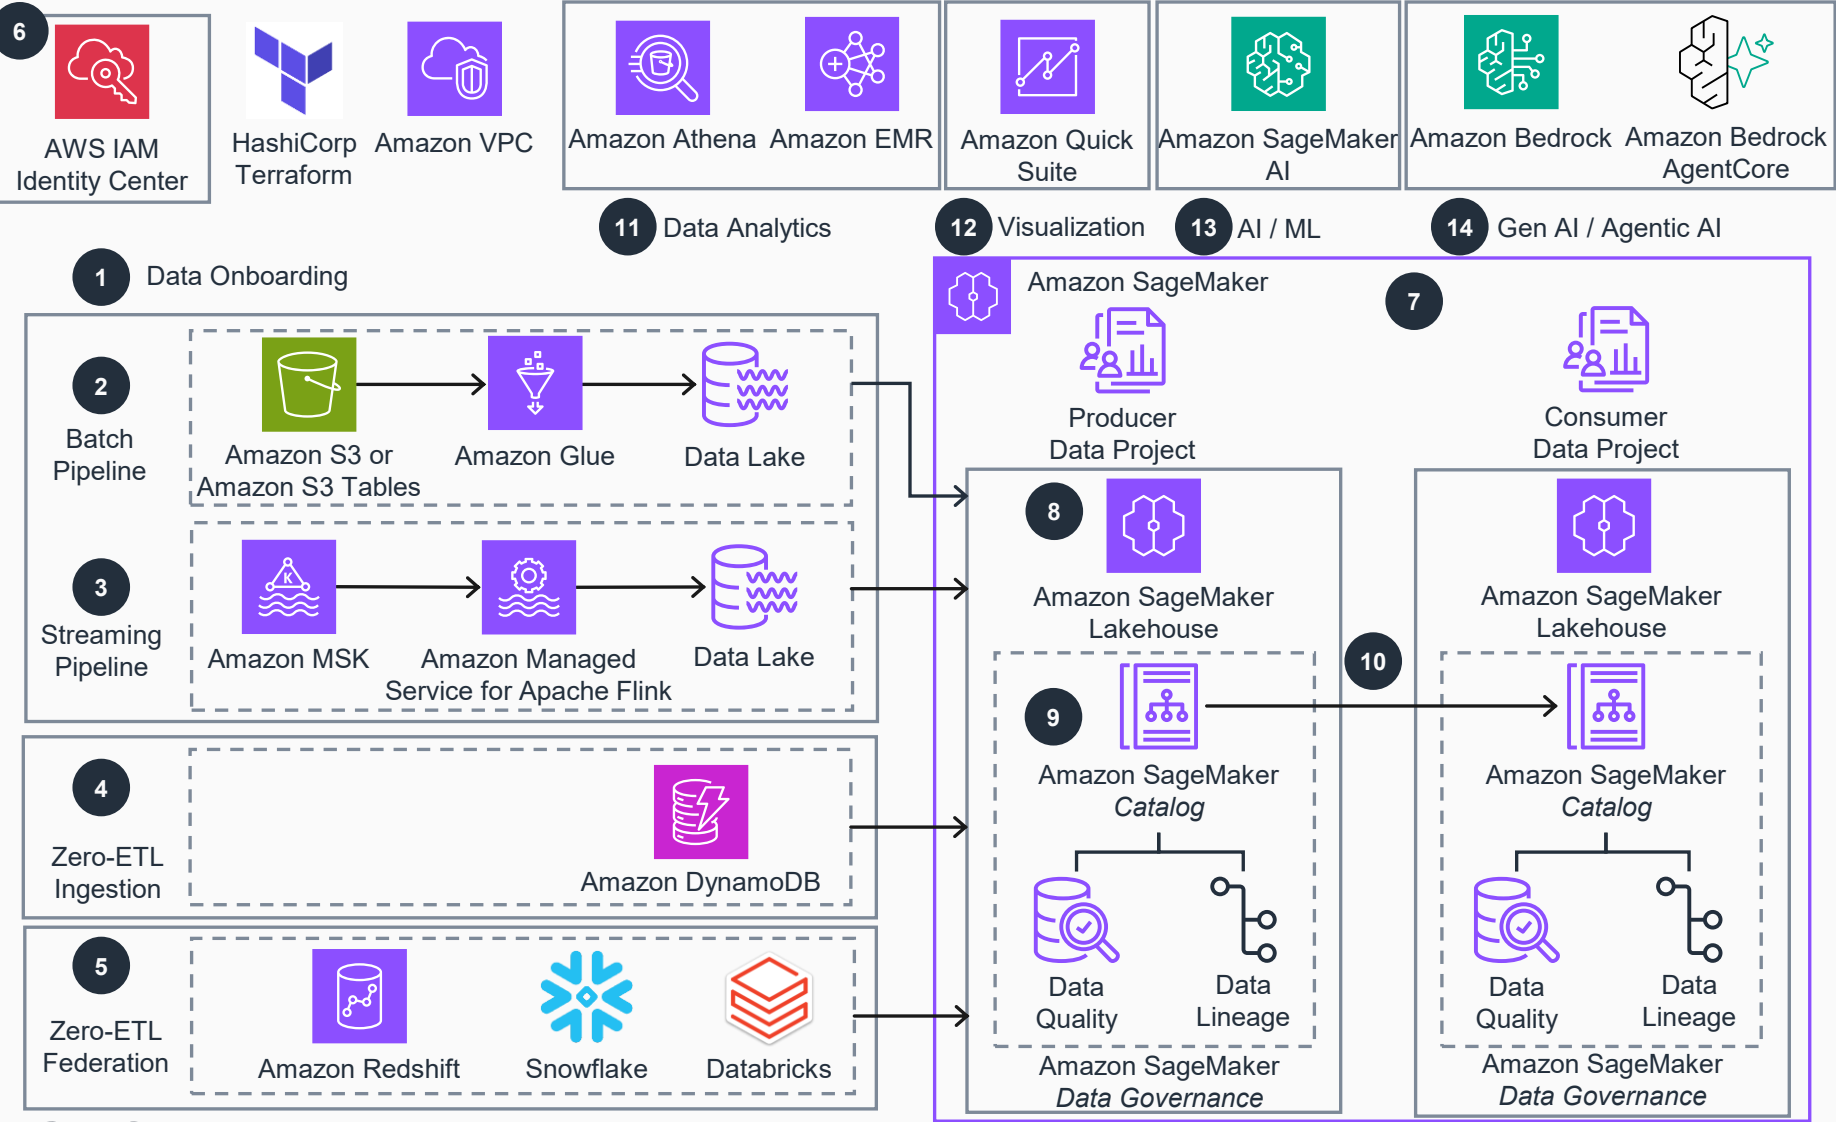 6
AWS IAM
Identity Center
HashiCorp
Terraform
Amazon VPC
Amazon Athena
Amazon EMR
Amazon Quick
Suite
Amazon SageMaker
AI
Amazon Bedrock
Amazon Bedrock
AgentCore
11 Data Analytics
12 Visualization
13 AI / ML
14 Gen AI / Agentic AI
1 Data Onboarding
2
Batch
Pipeline
Amazon S3 or
Amazon S3 Tables
Amazon Glue
Data Lake
3
Streaming
Pipeline
K
Amazon MSK
Amazon Managed
Service for Apache Flink
Data Lake
4
Zero-ETL
Ingestion
Amazon DynamoDB
5
Zero-ETL
Federation
Amazon Redshift
Snowflake
Databricks
Amazon SageMaker
7
Producer
Data Project
8
Amazon SageMaker
Lakehouse
9
Amazon SageMaker
Catalog
Data
Quality
Data
Lineage
Amazon SageMaker
Data Governance
10
Consumer
Data Project
Amazon SageMaker
Lakehouse
Amazon SageMaker
Catalog
Data
Quality
Data
Lineage
Amazon SageMaker
Data Governance